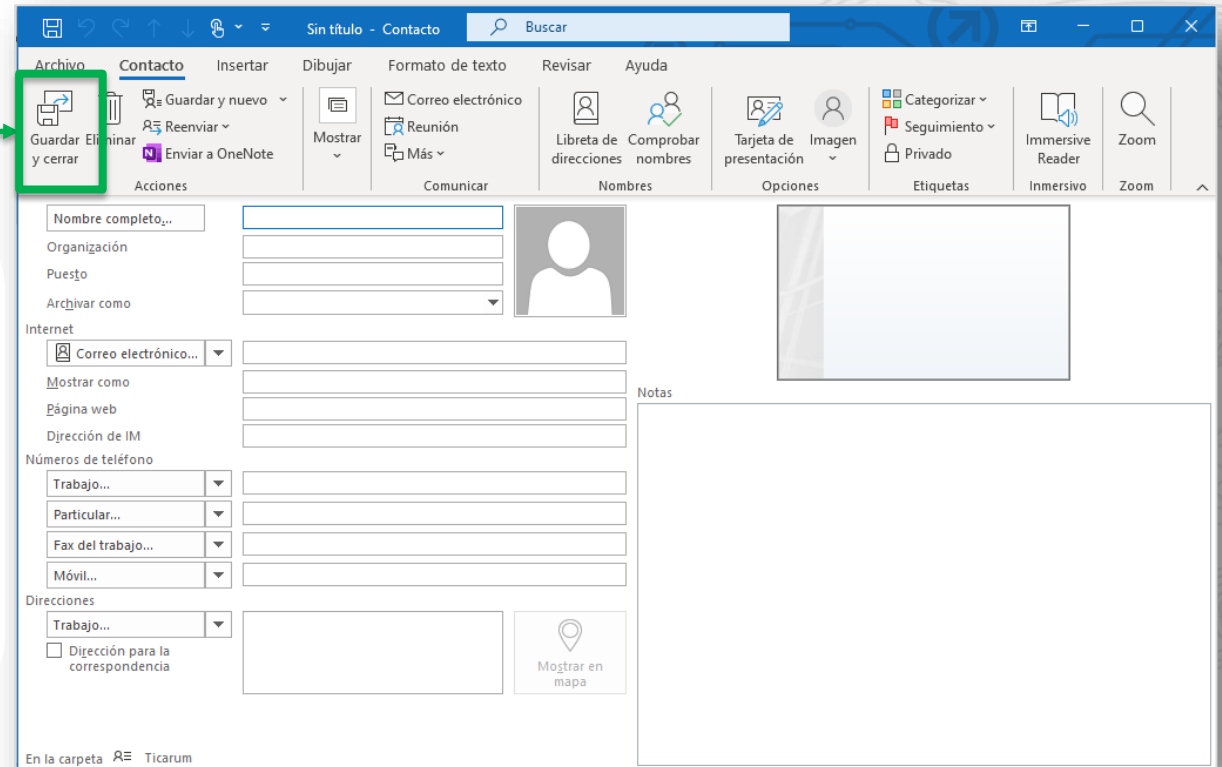 Sin título - Contacto
Buscar
Archivo Contacto Insertar Dibujar Formato de texto Revisar Ayuda
Guardar y cerrar
Eliminar
Guardar y nuevo
Reenviar
Enviar a OneNote
Acciones
Mostrar
Correo electrónico
Reunión
Más
Comunicar
Libreta de direcciones
Comprobar nombres
Nombres
Tarjeta de presentación
Imagen
Opciones
Categorizar
Seguimiento
Privado
Etiquetas
Immersive Reader
Inmersivo
Zoom
Zoom
Nombre completo...
Organización
Puesto
Archivar como
Internet
Correo electrónico...
Mostrar como
Página web
Dirección de IM
Números de teléfono
Trabajo...
Particular...
Fax del trabajo...
Móvil...
Direcciones
Trabajo...
Dirección para la
correspondencia
Mostrar en
mapa
Notas
En la carpeta Ticarum